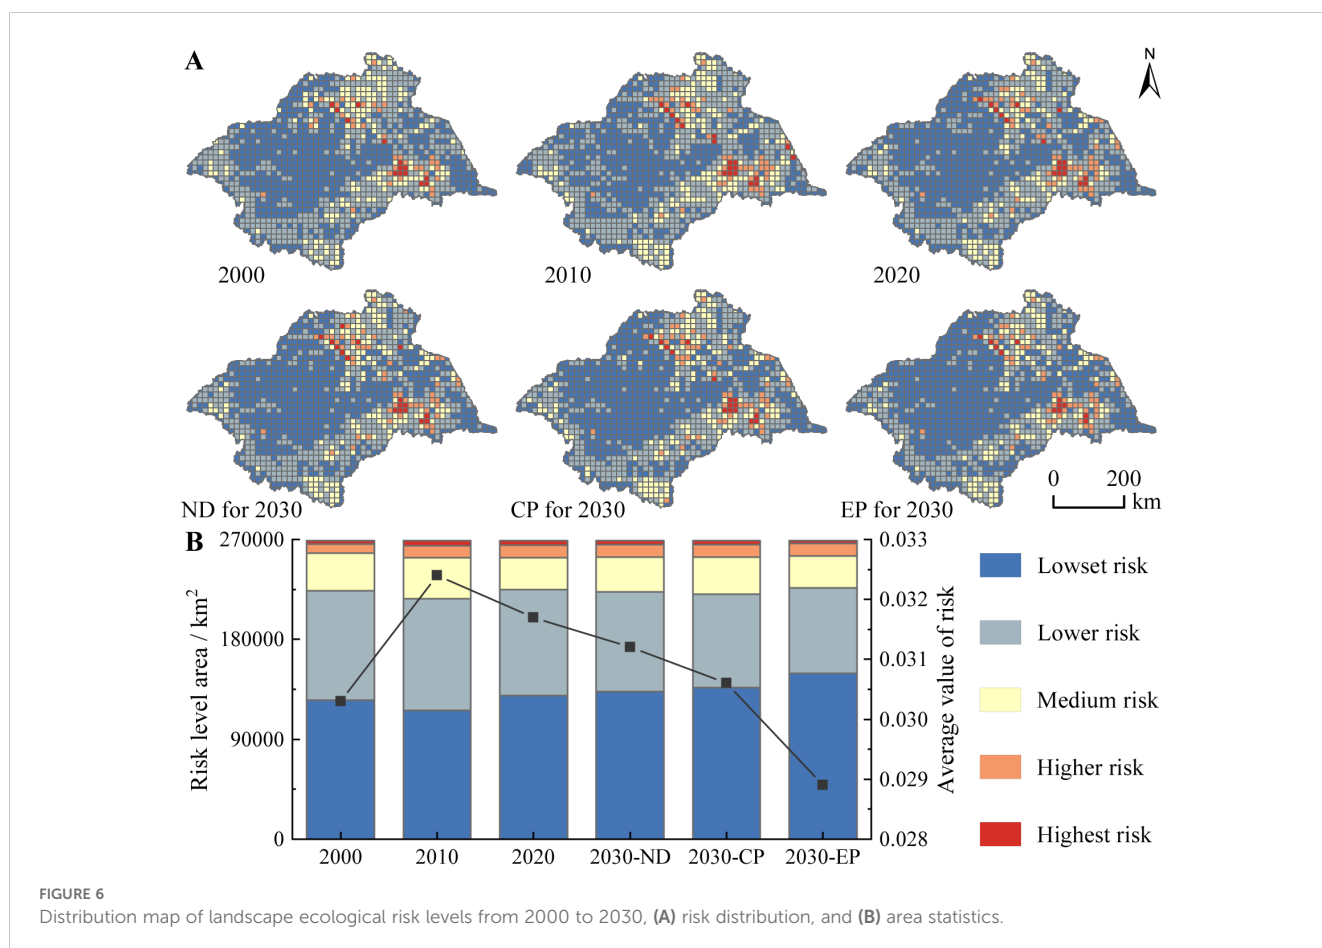 A
N
2000
2010
2020
ND for 2030
CP for 2030
EP for 2030
0 200
km
B
270000
180000
90000
0
Risk level area / km²
0.033
0.032
0.031
0.030
0.029
0.028
Average value of risk
2000 2010 2020 2030-ND 2030-CP 2030-EP
Lowset risk
Lower risk
Medium risk
Higher risk
Highest risk
FIGURE 6
Distribution map of landscape ecological risk levels from 2000 to 2030, (A) risk distribution, and (B) area statistics.